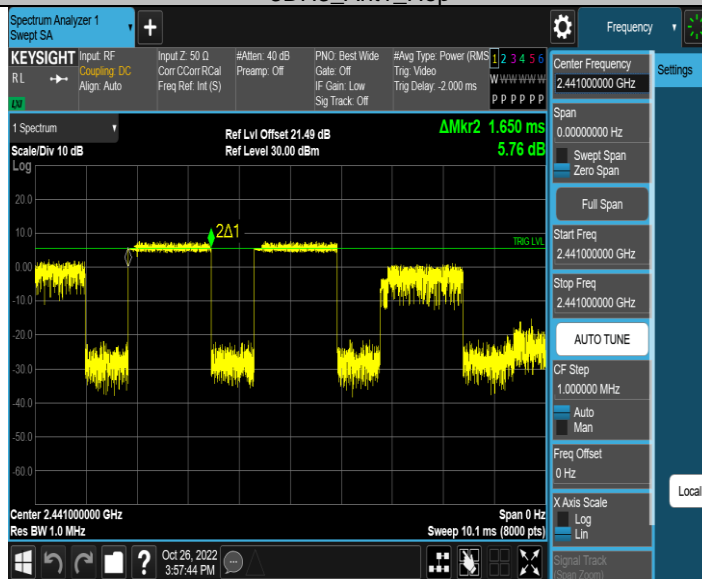 Spectrum Analyzer 1
Swept SA
+
Frequency
KEYSIGHT
RL
LXI
Input: RF
Coupling: DC
Align: Auto
Input Z: 50 Ω
Corr CCorr RCal
Freq Ref: Int (S)
#Atten: 40 dB
Preamp: Off
PNO: Best Wide
Gate: Off
IF Gain: Low
Sig Track: Off
#Avg Type: Power (RMS
Trig: Video
Trig Delay: -2.000 ms
1 2 3 4 5 6
W W W W W W
P P P P P P
1 Spectrum
Scale/Div 10 dB
Log
Ref Lvl Offset 21.49 dB
Ref Level 30.00 dBm
ΔMkr2 1.650 ms
5.76 dB
20.0
10.0
0.00
-10.0
-20.0
-30.0
-40.0
-50.0
-60.0
2Δ1
TRIG LVL
Center 2.441000000 GHz
Res BW 1.0 MHz
Span 0 Hz
Sweep 10.1 ms (8000 pts)
Oct 26, 2022
3:57:44 PM
?
Center Frequency
2.441000000 GHz
Span
0.00000000 Hz
Swept Span
Zero Span
Full Span
Start Freq
2.441000000 GHz
Stop Freq
2.441000000 GHz
AUTO TUNE
CF Step
1.000000 MHz
Auto
Man
Freq Offset
0 Hz
X Axis Scale
Log
Lin
Signal Track
(Span Zoom)
Settings
Local